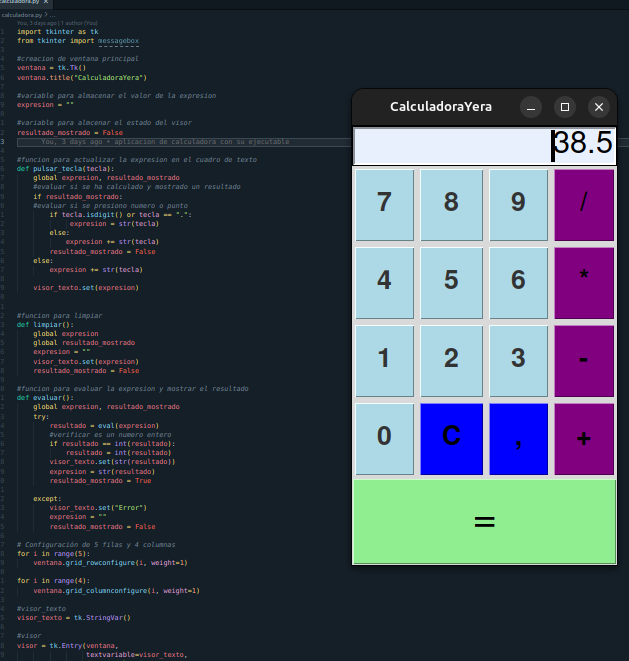 calculadora.py
calculadora.py ? ...
You, 3 days ago | 1 author (You)
import tkinter as tk
from tkinter import messagebox
#creacion de ventana principal
ventana = tk.Tk()
ventana.title("CalculadoraYera")
#variable para almacenar el valor de la expresion
expresion = ""
#variable para almcenar el estado del visor
resultado_mostrado = False
You, 3 days ago • aplicacion de calculadora con su ejecutable
#funcion para actualizar la expresion en el cuadro de texto
def pulsar_tecla(tecla):
global expresion, resultado_mostrado
#evaluar si se ha calculado y mostrado un resultado
if resultado_mostrado:
#evaluar si se presiono numero o punto
if tecla.isdigit() or tecla == ".":
expresion = str(tecla)
else:
expresion += str(tecla)
resultado_mostrado = False
else:
expresion += str(tecla)
visor_texto.set(expresion)
#funcion para limpiar
def limpiar():
global expresion
global resultado_mostrado
expresion = ""
visor_texto.set(expresion)
resultado_mostrado = False
#funcion para evaluar la expresion y mostrar el resultado
def evaluar():
global expresion, resultado_mostrado
try:
resultado = eval(expresion)
#verificar es un numero entero
if resultado == int(resultado):
resultado = int(resultado)
visor_texto.set(str(resultado))
expresion = str(resultado)
resultado_mostrado = True
except:
visor_texto.set("Error")
expresion = ""
resultado_mostrado = False
# Configuración de 5 filas y 4 columnas
for i in range(5):
ventana.grid_rowconfigure(i, weight=1)
for i in range(4):
ventana.grid_columnconfigure(i, weight=1)
#visor_texto
visor_texto = tk.StringVar()
#visor
visor = tk.Entry(ventana,
textvariable=visor_texto,
CalculadoraYera
38.5
7 8 9 /
4 5 6 *
1 2 3 -
0 C , +
=